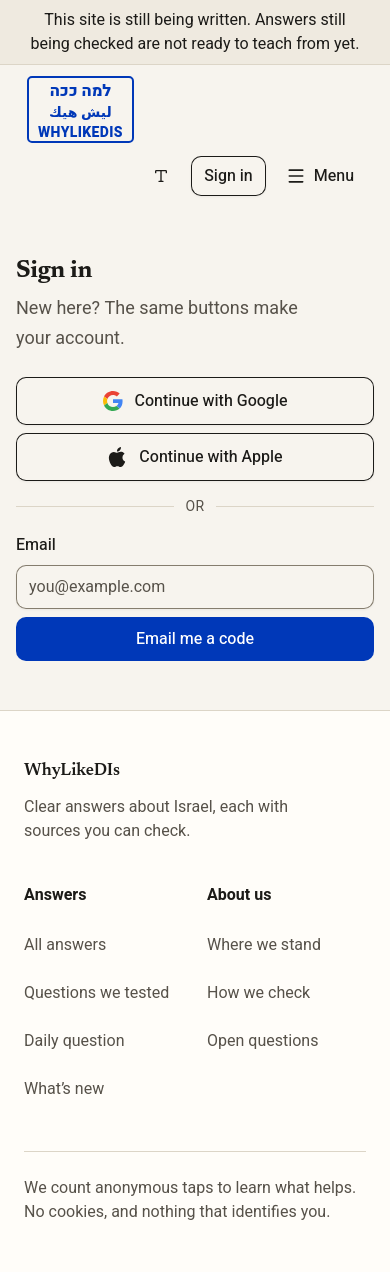 This site is still being written. Answers still
being checked are not ready to teach from yet.
למה ככה
ليش هيك
WHYLIKEDIS
T
Sign in
Menu
Sign in
New here? The same buttons make
your account.
Continue with Google
Continue with Apple
OR
Email
you@example.com
Email me a code
WhyLikeDIs
Clear answers about Israel, each with
sources you can check.
Answers
About us
All answers
Where we stand
Questions we tested
How we check
Daily question
Open questions
What's new
We count anonymous taps to learn what helps.
No cookies, and nothing that identifies you.